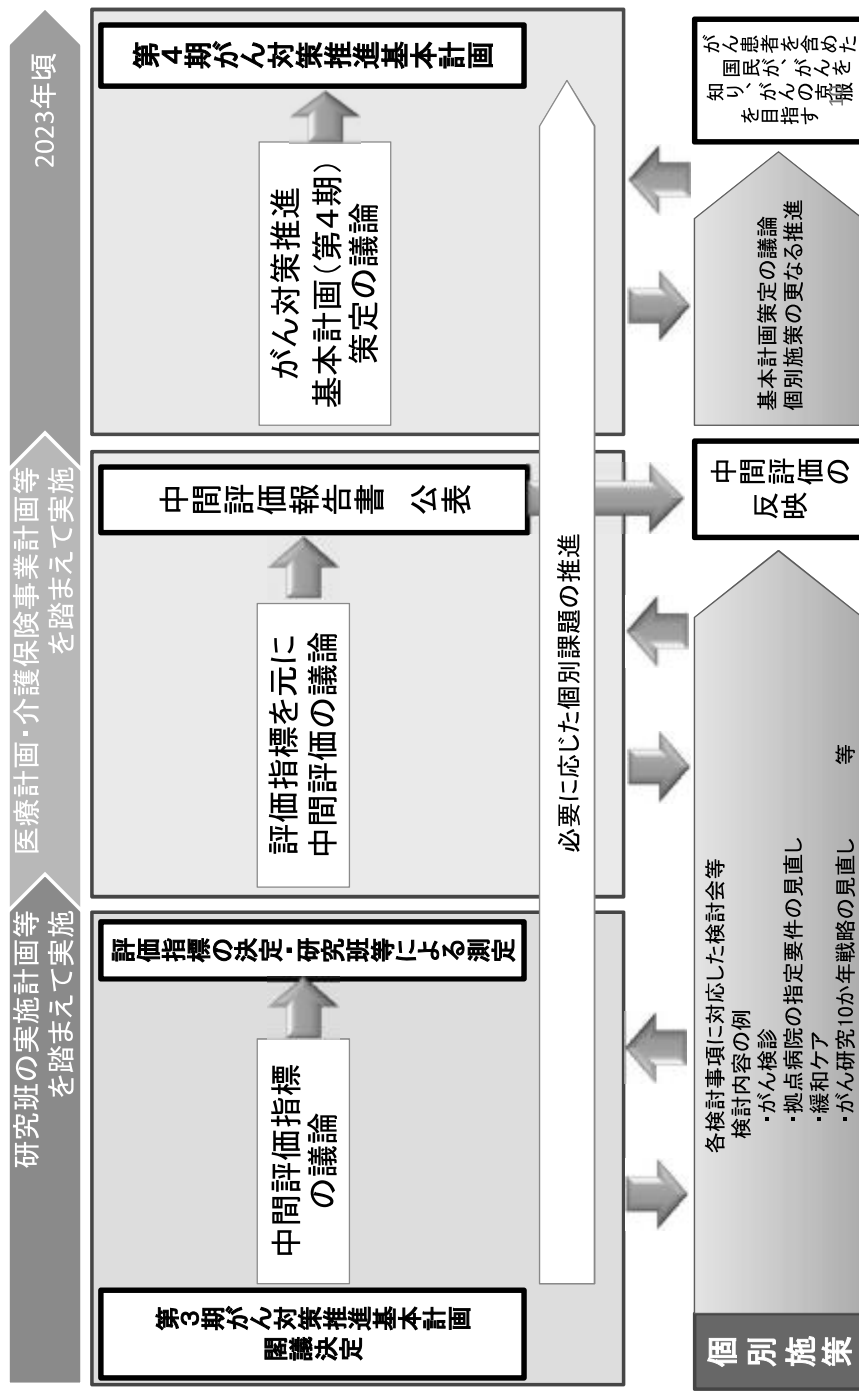 研究班の実施計画等
を踏まえて実施
医療計画・介護保険事業計画等
を踏まえて実施
2023年頃
第3期がん対策推進基本計画
閣議決定
中間評価指標
の議論
評価指標の決定・研究班等による測定
評価指標を元に
中間評価の議論
中間評価報告書 公表
がん対策推進
基本計画(第4期)
策定の議論
第4期がん対策推進基本計画
必要に応じた個別課題の推進
個別
施策
各検討事項に対応した検討会等
検討内容の例
・がん検診
・拠点病院の指定要件の見直し
・緩和ケア
・がん研究10か年戦略の見直し 等
中間評価の
反映
基本計画策定の議論
個別施策の更なる推進
がん患者を含めた
国民が、がんを
知り、がんの克服
を目指す